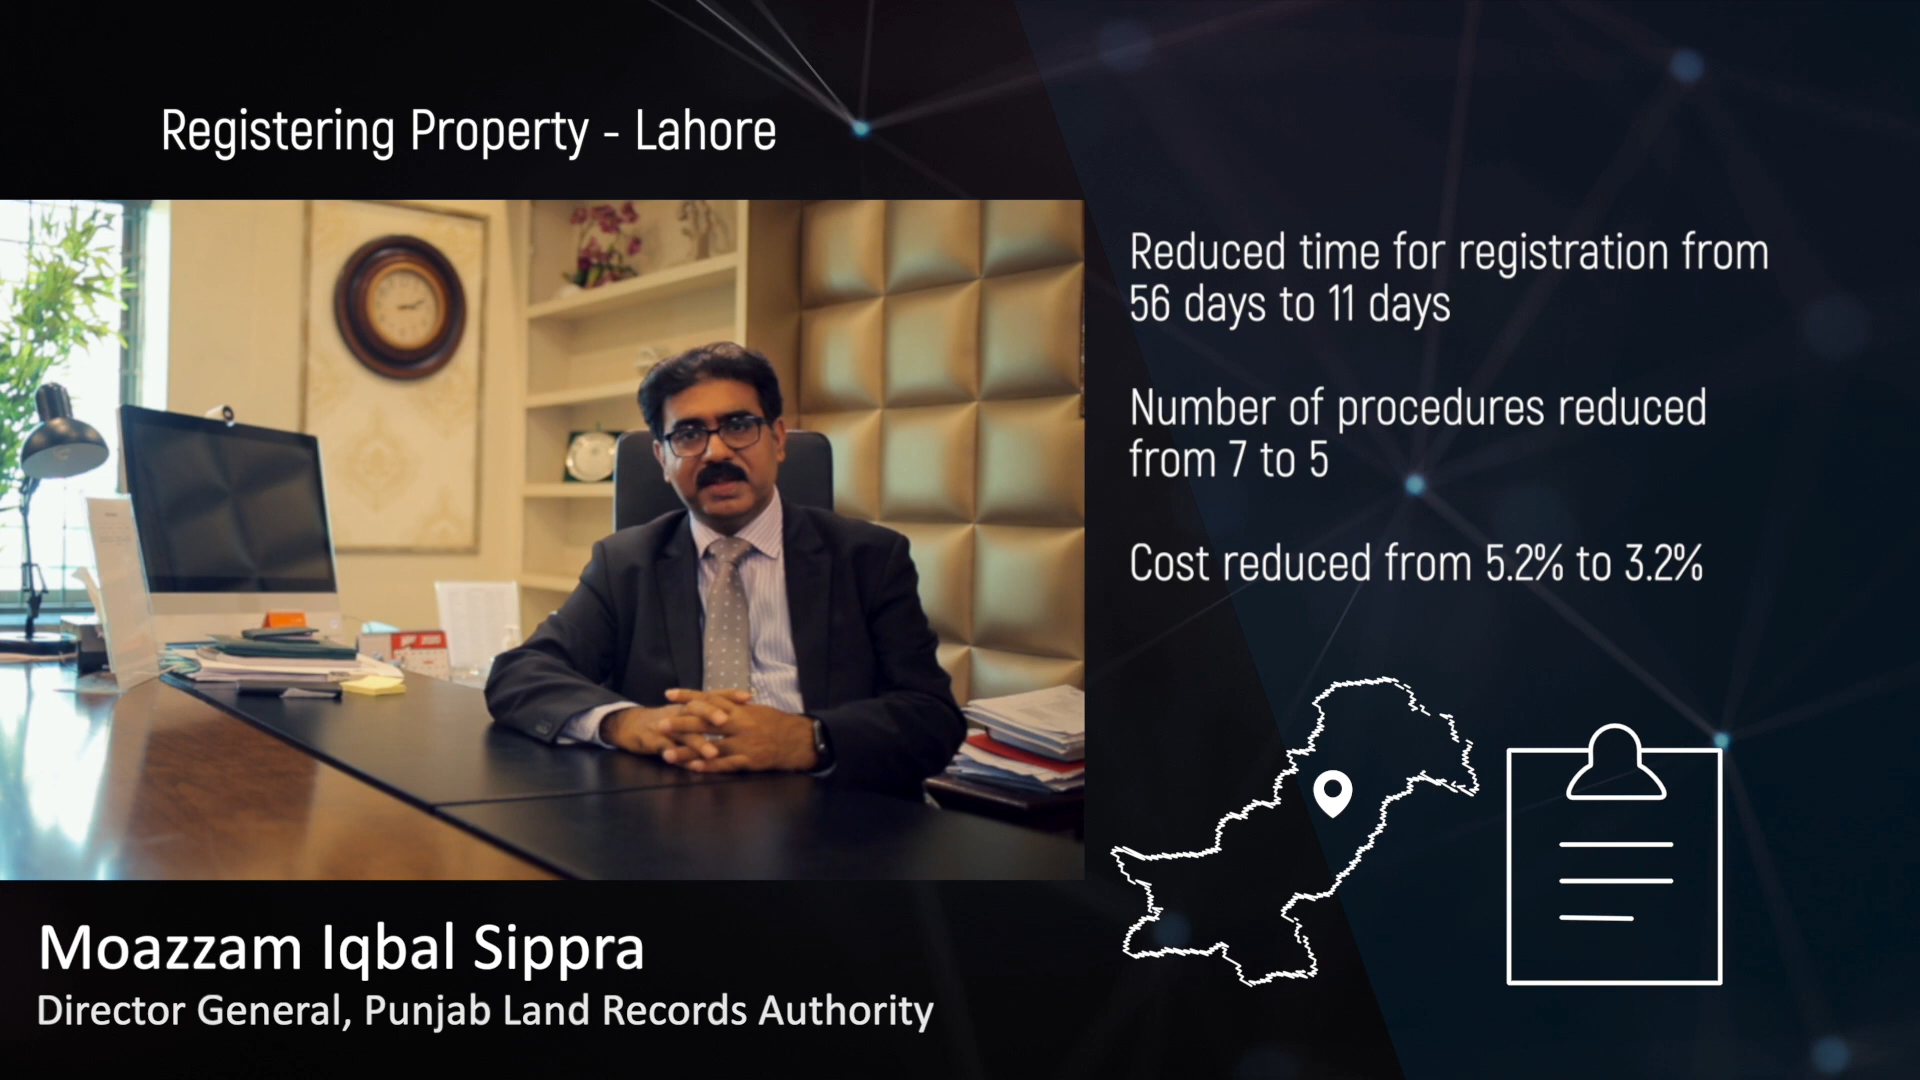 Registering Property - Lahore
Reduced time for registration from
56 days to 11 days
Number of procedures reduced
from 7 to 5
Cost reduced from 5.2% to 3.2%
Moazzam Iqbal Sippra
Director General, Punjab Land Records Authority